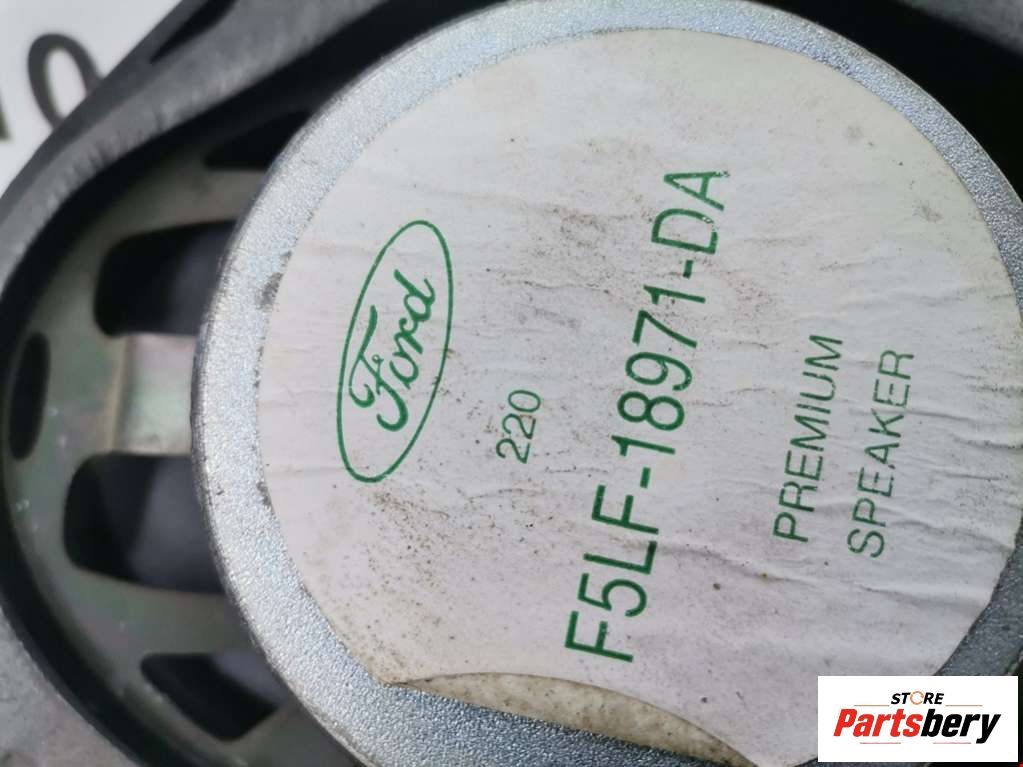 Ford
220
F5LF-18971-DA
PREMIUM
SPEAKER
STORE
Partsbery